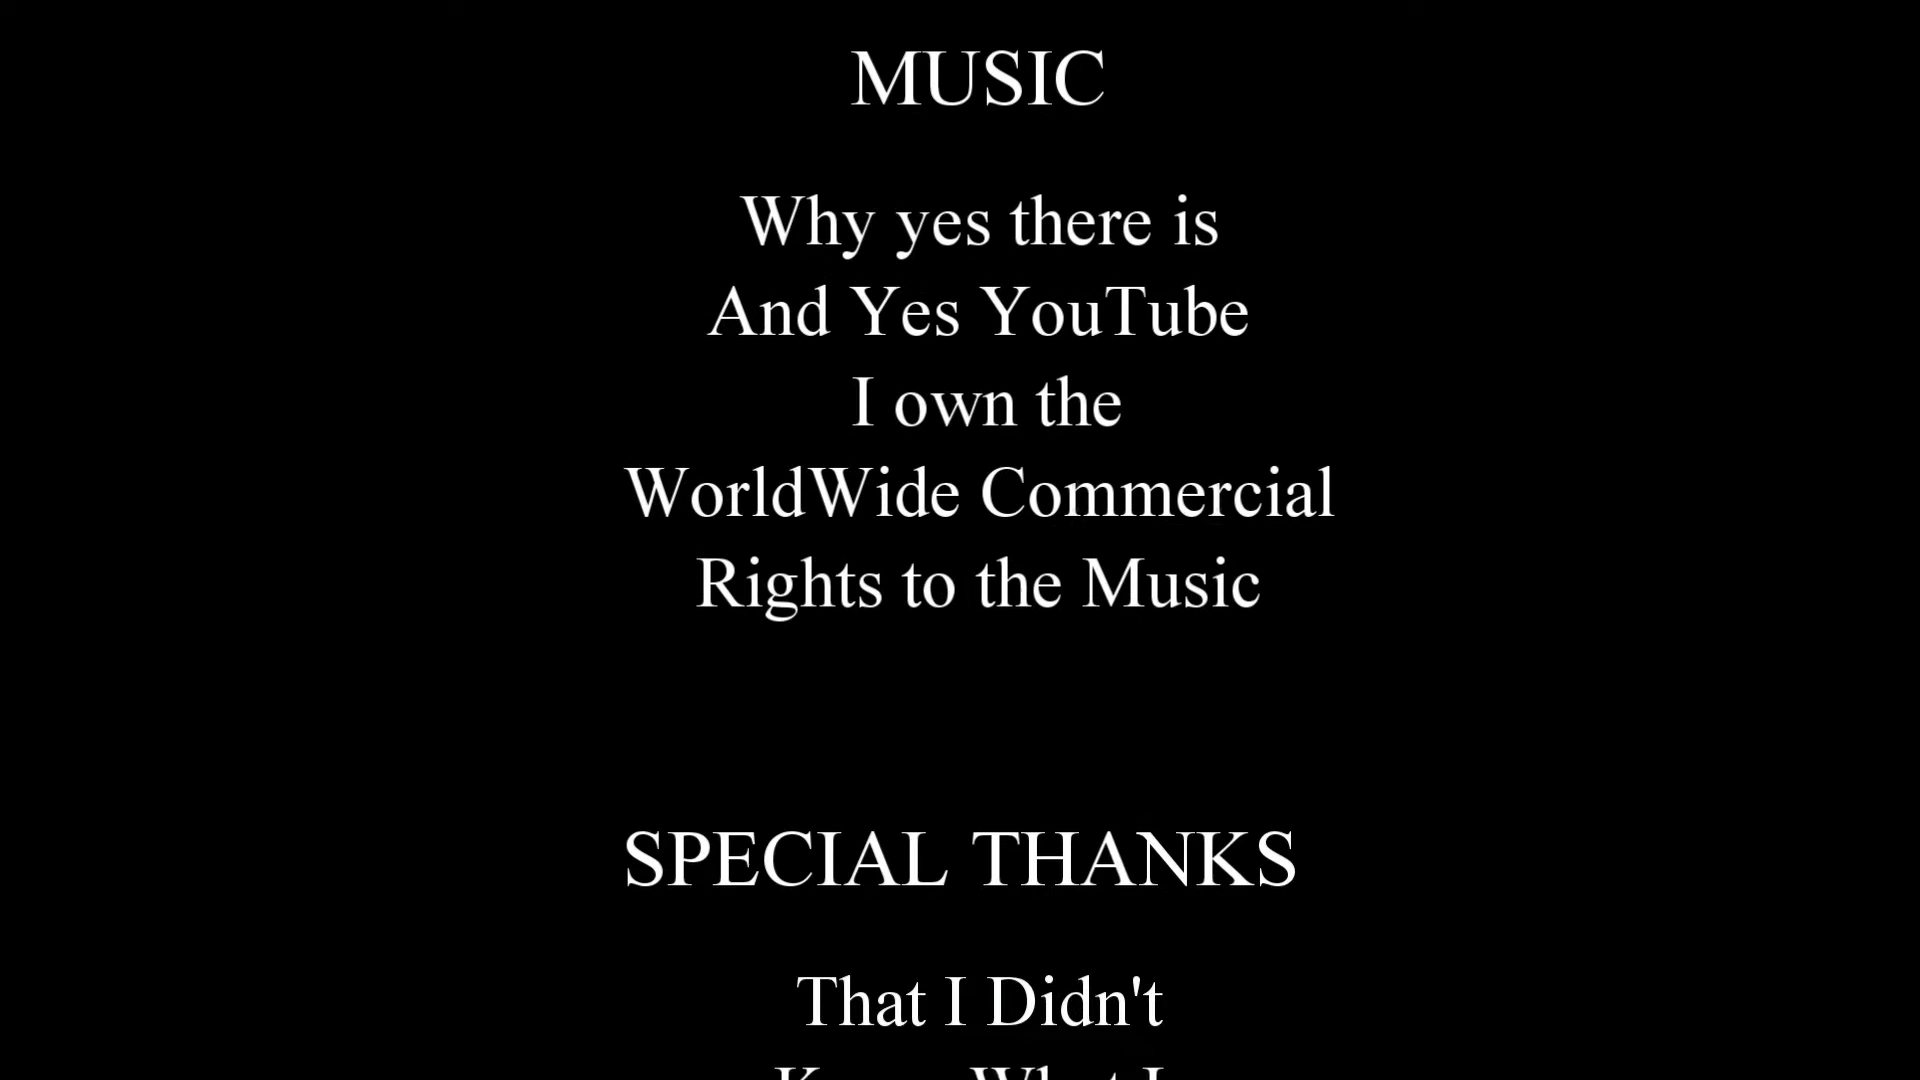 MUSIC
Why yes there is
And Yes YouTube
I own the
WorldWide Commercial
Rights to the Music
SPECIAL THANKS
That I Didn't
What I